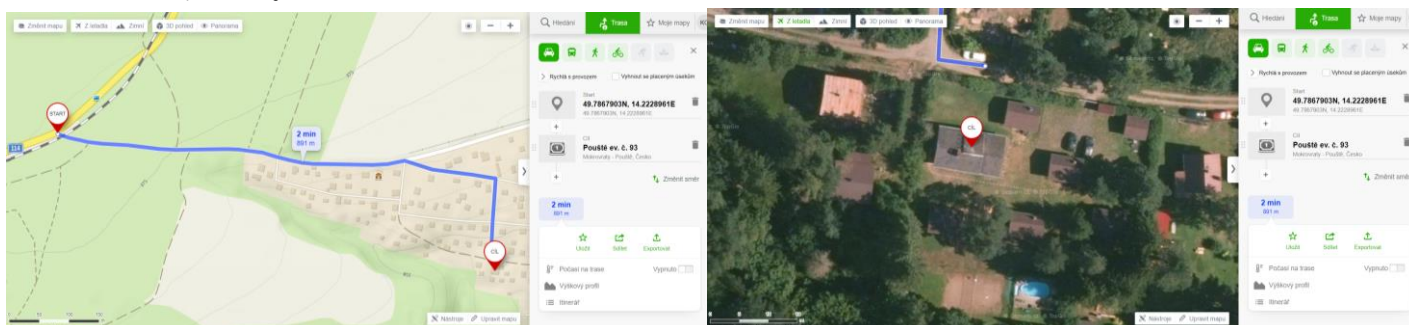 Změnit mapu
Z letadla
Zimní
3D pohled
Panorama
Hledání
Trasa
Moje mapy
START
114
2 min
891 m
CÍL
Nástroje
Upravit mapu
Rychlá s provozem
Vyhnout se placeným úsekům
Start
49.7867903N, 14.2228961E
49.7867903N, 14.2228961E
Cíl
Pouště ev. č. 93
Mokrovraty - Pouště, Česko
Změnit směr
2 min
891 m
Uložit
Sdílet
Exportovat
Počasí na trase
Vypnuto
Výškový profil
Itinerář
Změnit mapu
Z letadla
Zimní
3D pohled
Panorama
Hledání
Trasa
Moje mapy
CÍL
Nástroje
Upravit mapu
Rychlá s provozem
Vyhnout se placeným úsekům
Start
49.7867903N, 14.2228961E
49.7867903N, 14.2228961E
Cíl
Pouště ev. č. 93
Mokrovraty - Pouště, Česko
Změnit směr
2 min
891 m
Uložit
Sdílet
Exportovat
Počasí na trase
Vypnuto
Výškový profil
Itinerář